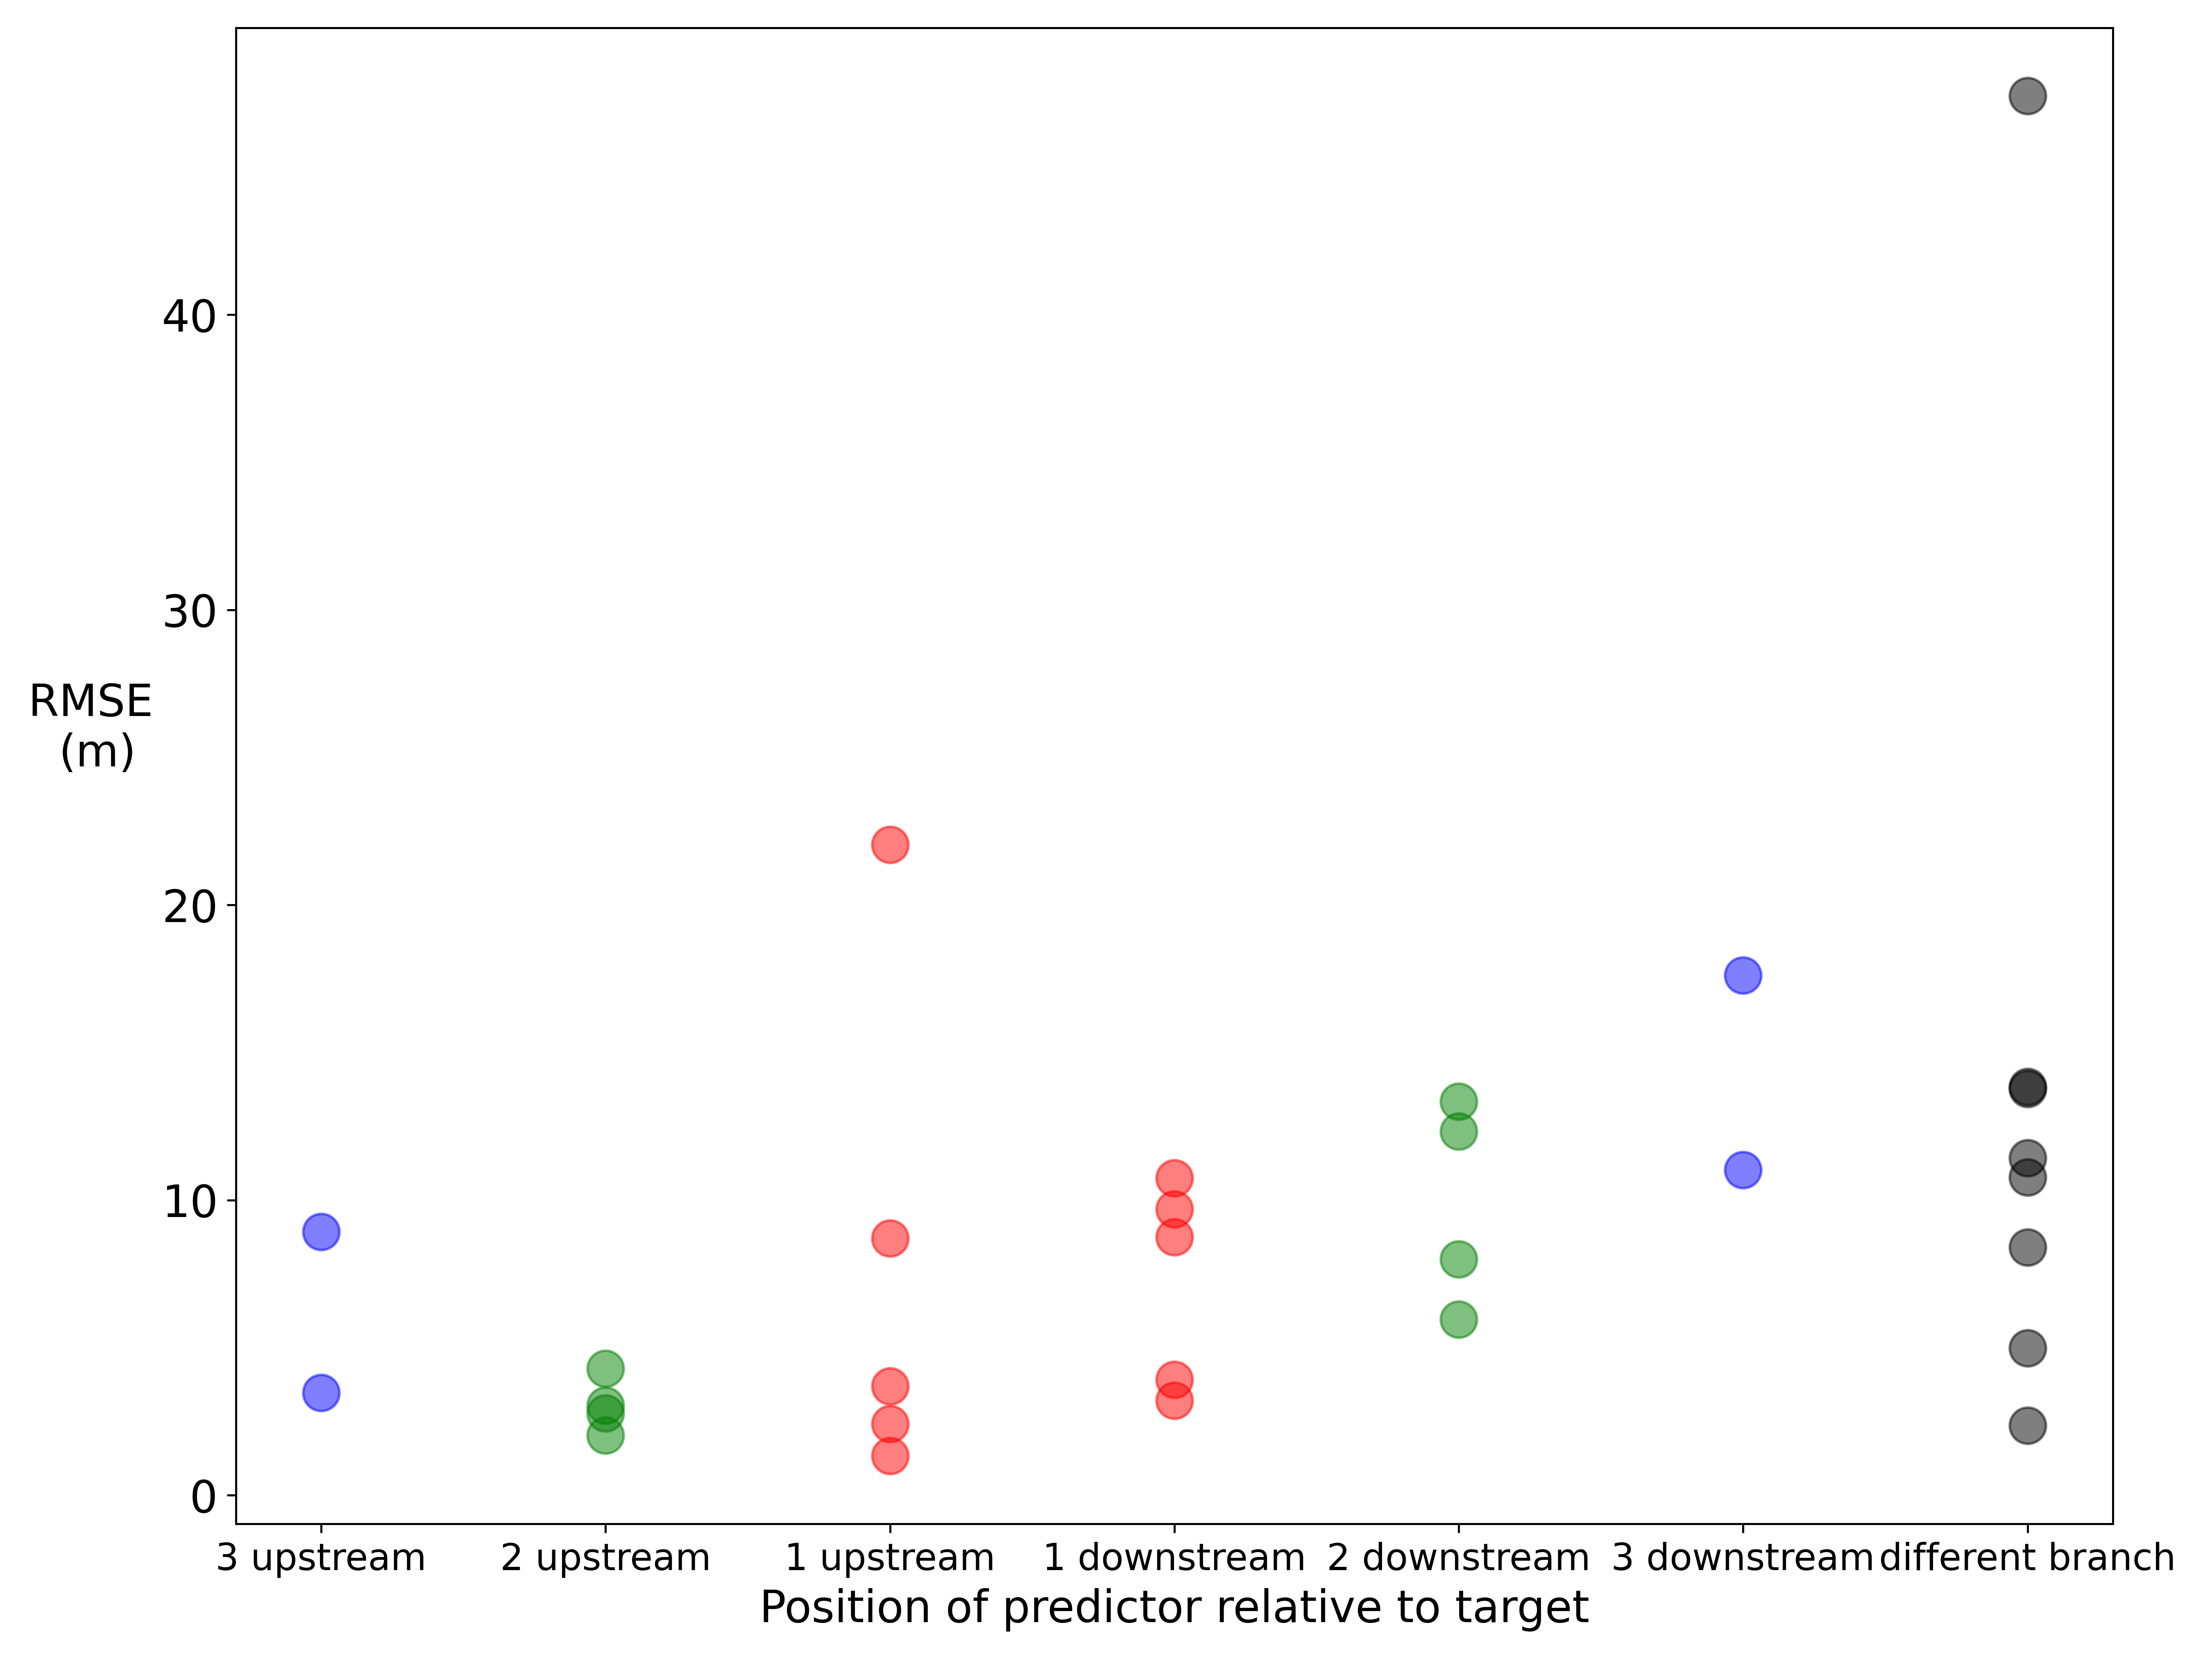 40
30
RMSE
(m)
20
10
0
3 upstream 2 upstream 1 upstream 1 downstream 2 downstream 3 downstream different branch
Position of predictor relative to target